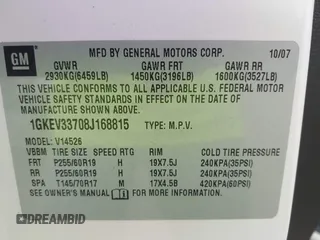 GM
MFD BY GENERAL MOTORS CORP. 10/07
GVWR GAWR FRT GAWR RR
2930KG(6459LB) 1450KG(3196LB) 1600KG(3527LB)
THIS VEHICLE CONFORMS TO ALL APPLICABLE U.S. FEDERAL MOTOR
VEHICLE SAFETY STANDARDS IN EFFECT ON THE DATE OF
MANUFACTURE SHOWN ABOVE.
1GKEV33708J168815 TYPE: M.P.V.
MODEL: V14526
VBBM TIRE SIZE SPEED RTG RIM COLD TIRE PRESSURE
FRT P255/60R19 H 19X7.5J 240KPA(35PSI)
RR P255/60R19 H 19X7.5J 240KPA(35PSI)
SPA T145/70R17 M 17X4.5B 420KPA(60PSI)
SEE OWNER'S MANUAL FOR MORE INFORMATION.
DREAMBID